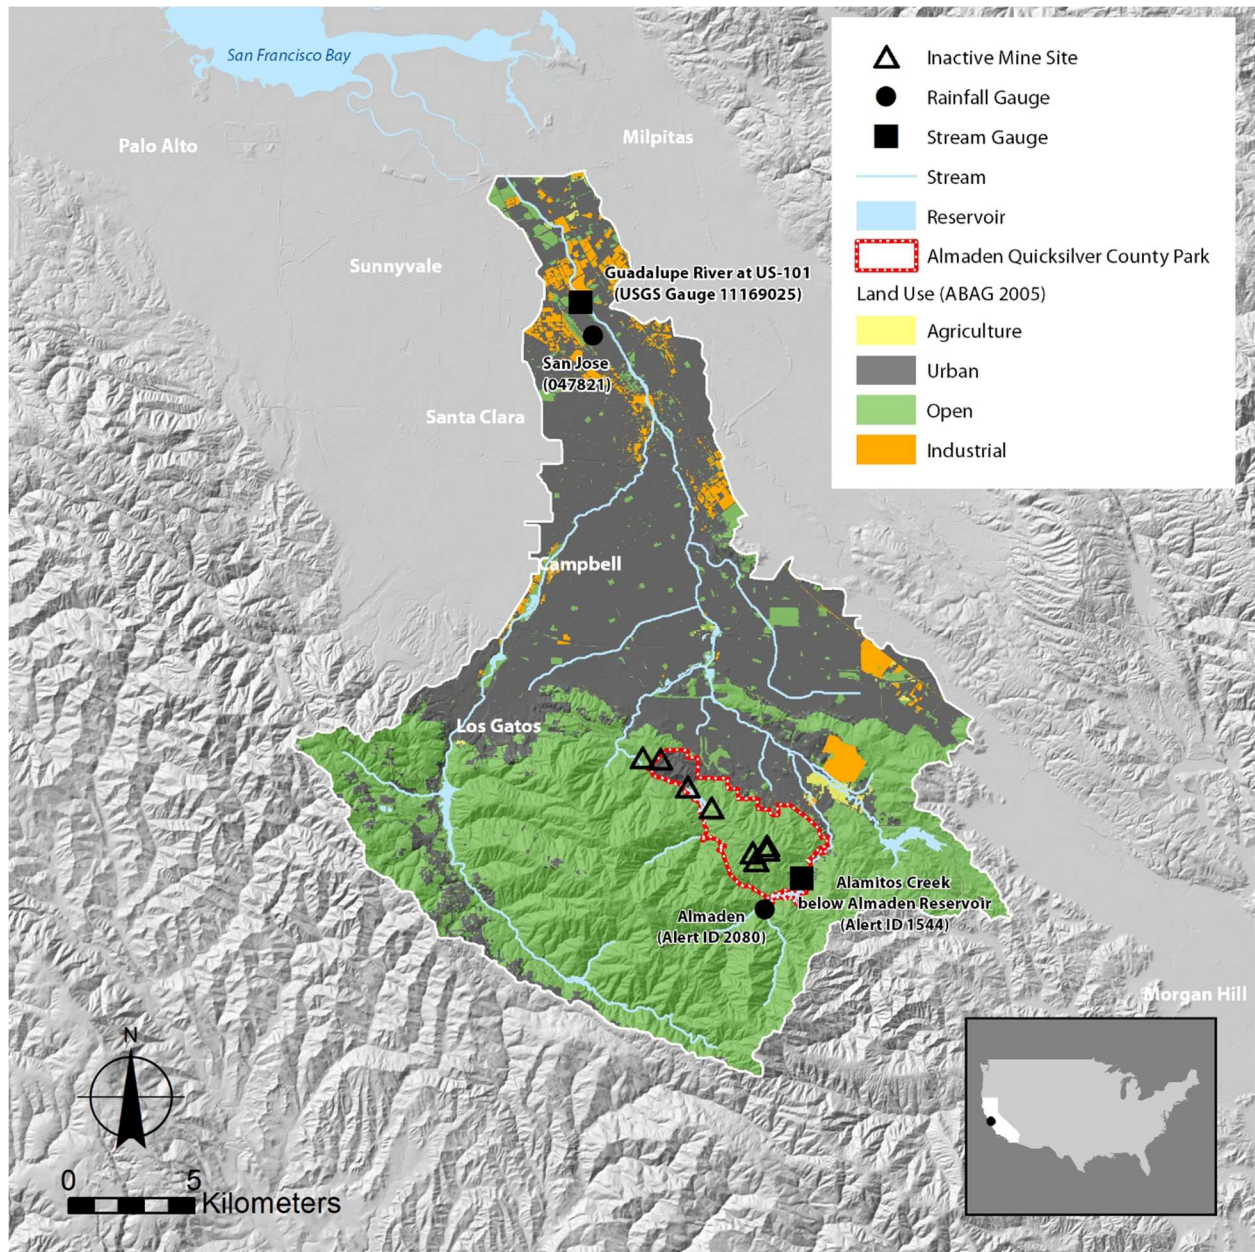 San Francisco Bay
Palo Alto
Milpitas
Sunnyvale
Guadalupe River at US-101
(USGS Gauge 11169025)
San Jose
(047821)
Santa Clara
Campbell
Los Gatos
Almaden
(Alert ID 2080)
Alamitos Creek
below Almaden Reservoir
(Alert ID 1544)
Morgan Hill
Inactive Mine Site
Rainfall Gauge
Stream Gauge
Stream
Reservoir
Almaden Quicksilver County Park
Land Use (ABAG 2005)
Agriculture
Urban
Open
Industrial
N
0 5
Kilometers